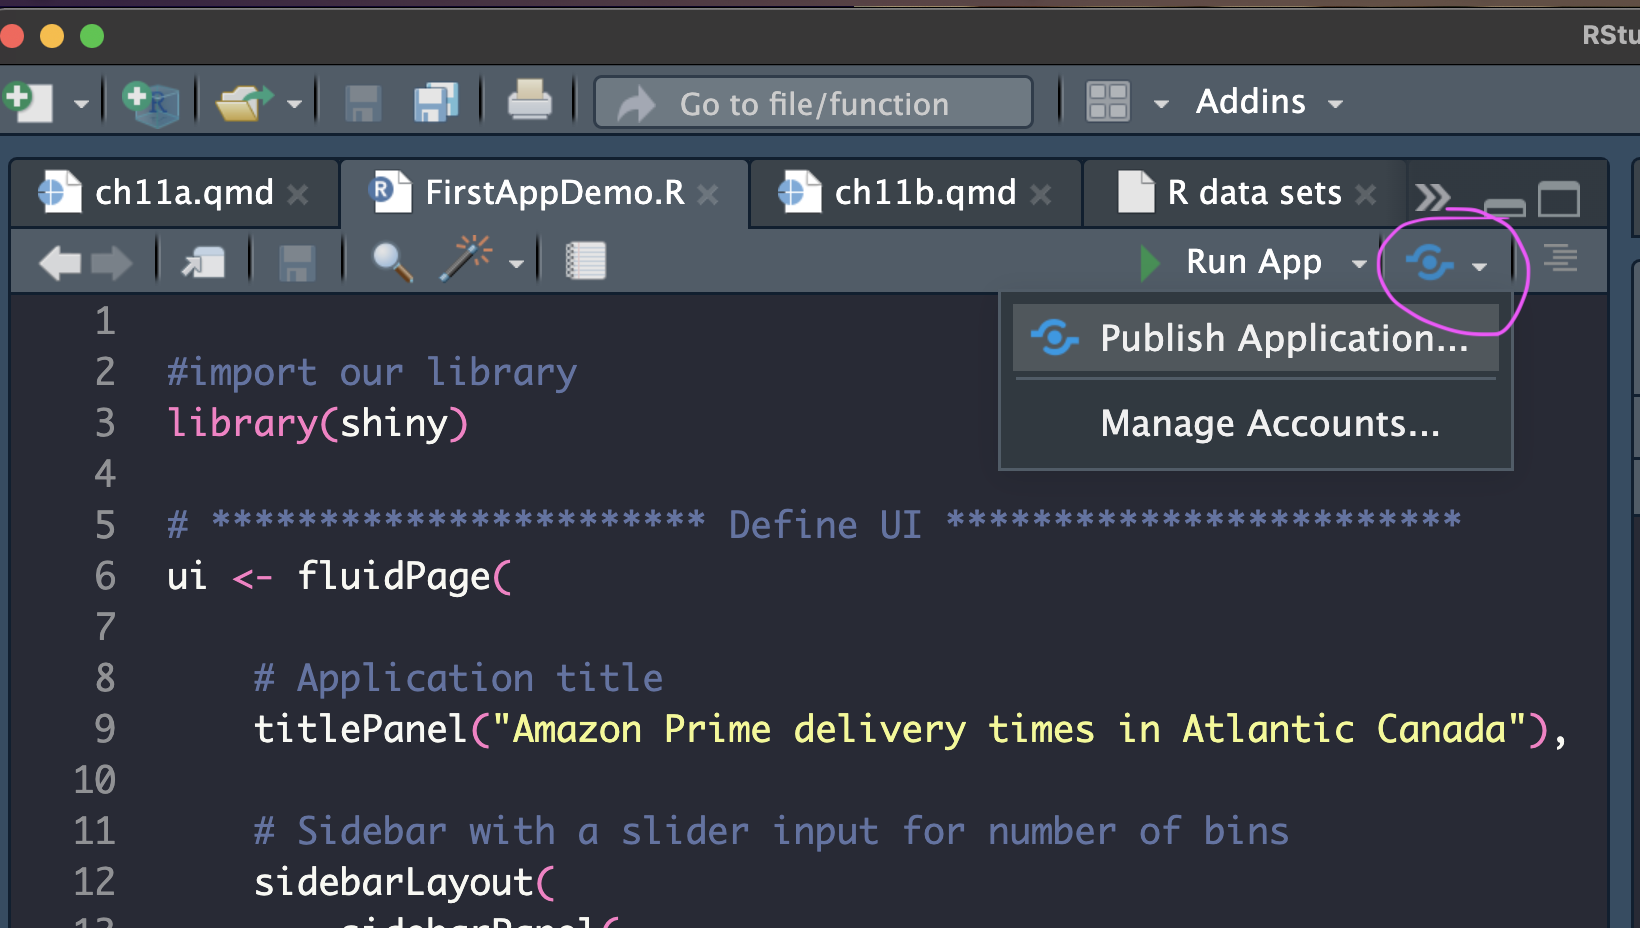 RStu
Go to file/function
Addins
ch11a.qmd
FirstAppDemo.R
ch11b.qmd
R data sets
Run App
Publish Application...
Manage Accounts...
1
2 #import our library
3 library(shiny)
4
5 # *********************** Define UI ************************
6 ui <- fluidPage(
7
8 # Application title
9 titlePanel("Amazon Prime delivery times in Atlantic Canada"),
10
11 # Sidebar with a slider input for number of bins
12 sidebarLayout(
13 sidebarPanel(